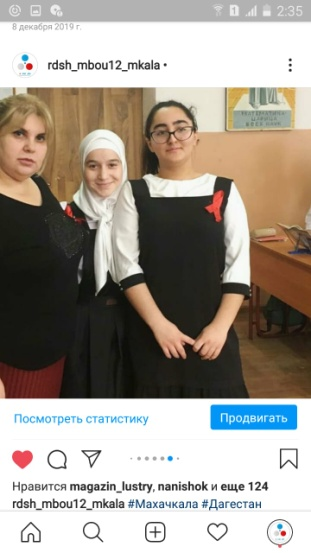 2:35
8 декабря 2019 г.
rdsh_mbou12_mkala •
Посмотреть статистику
Продвигать
Нравится magazin_lustry, nanishok и еще 124
rdsh_mbou12_mkala #Махачкала #Дагестан